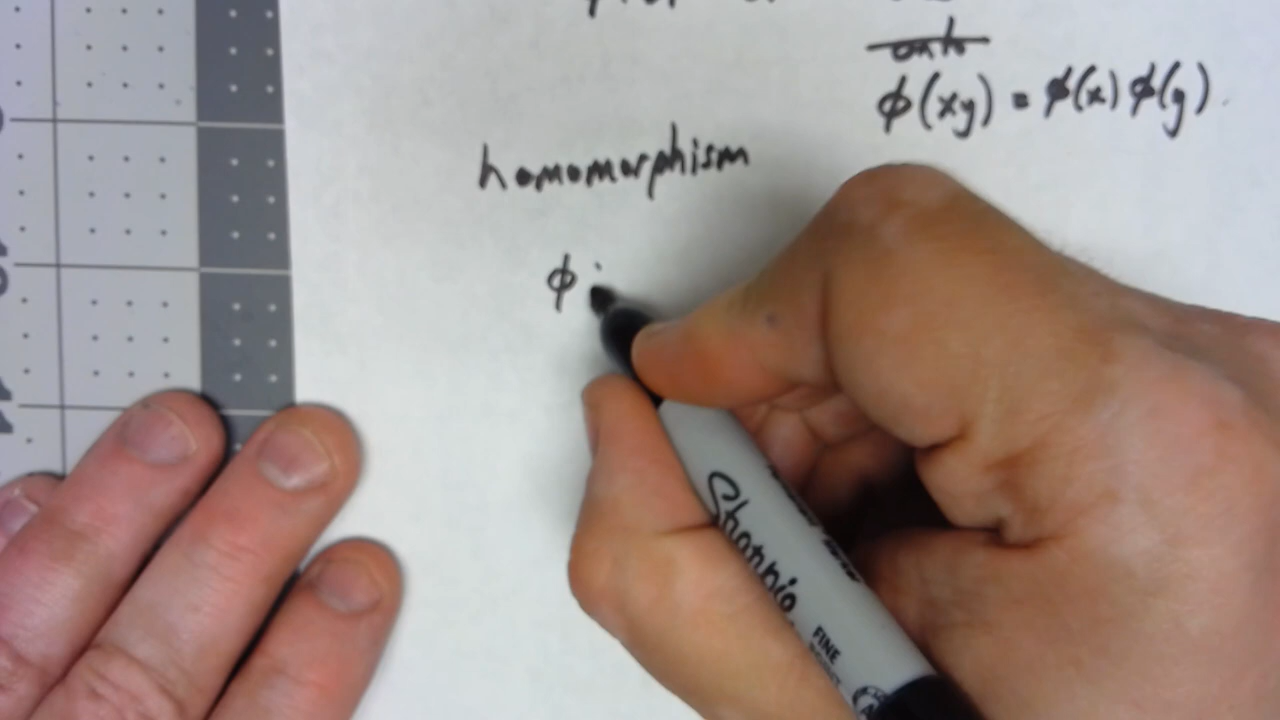 onto
ϕ(xy) = ϕ(x) ϕ(y).
homomorphism
ϕ :
Sharpie
FINE